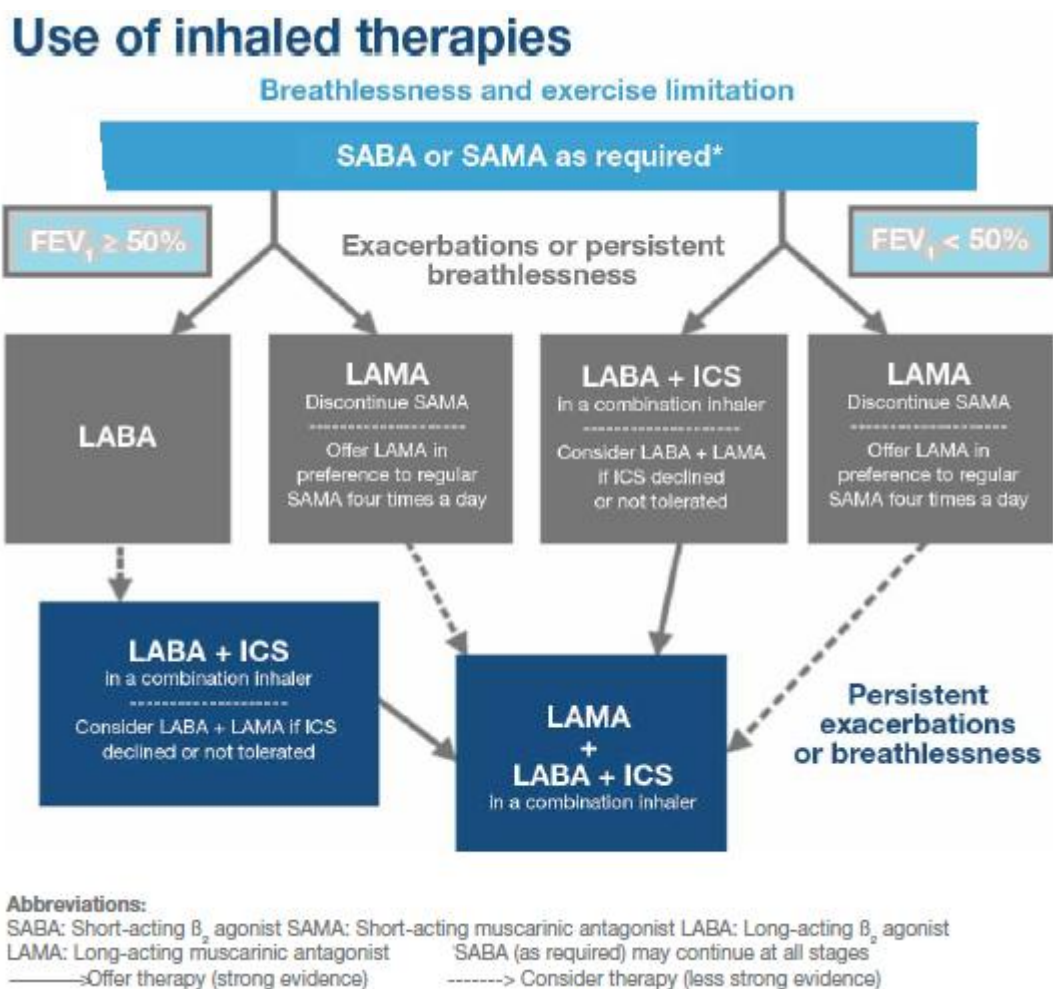 Use of inhaled therapies
Breathlessness and exercise limitation
SABA or SAMA as required*
FEV₁ ≥ 50%
Exacerbations or persistent
breathlessness
FEV₁ < 50%
LABA
LAMA
Discontinue SAMA
Offer LAMA in
preference to regular
SAMA four times a day
LABA + ICS
in a combination inhaler
Consider LABA + LAMA
if ICS declined
or not tolerated
LAMA
Discontinue SAMA
Offer LAMA in
preference to regular
SAMA four times a day
LABA + ICS
in a combination inhaler
Consider LABA + LAMA if ICS
declined or not tolerated
LAMA
+
LABA + ICS
in a combination inhaler
Persistent
exacerbations
or breathlessness
Abbreviations:
SABA: Short-acting ß₂ agonist SAMA: Short-acting muscarinic antagonist LABA: Long-acting ß₂ agonist
LAMA: Long-acting muscarinic antagonist *SABA (as required) may continue at all stages
———>Offer therapy (strong evidence) -------> Consider therapy (less strong evidence)